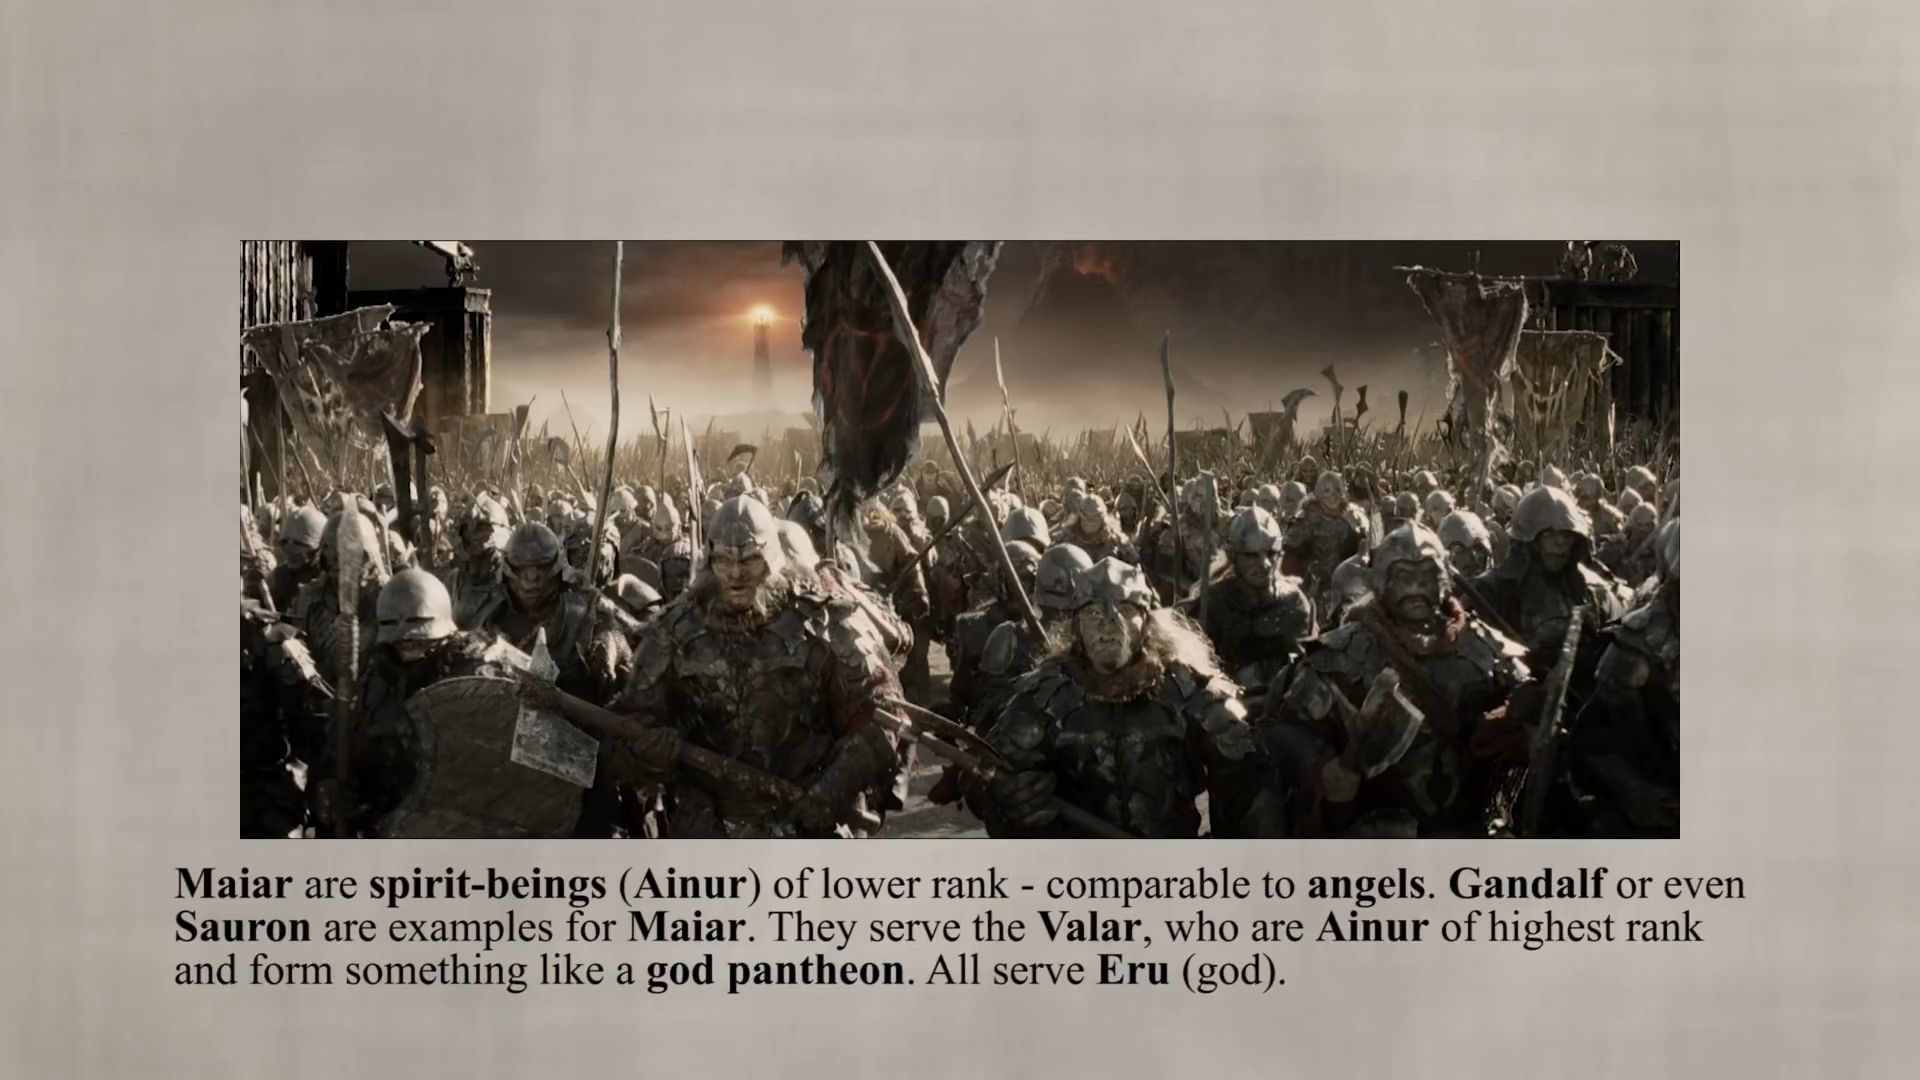 Maiar are spirit-beings (Ainur) of lower rank - comparable to angels. Gandalf or even
Sauron are examples for Maiar. They serve the Valar, who are Ainur of highest rank
and form something like a god pantheon. All serve Eru (god).